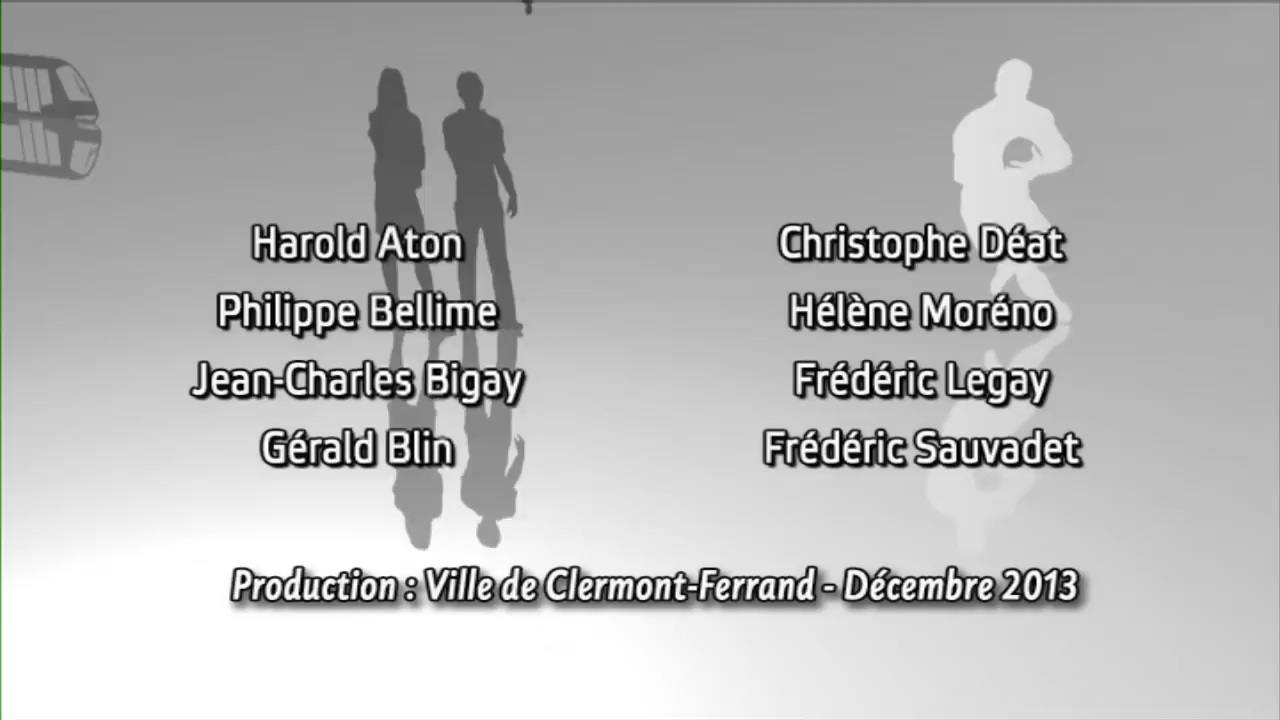 Harold Aton
Philippe Bellime
Jean-Charles Bigay
Gérald Blin
Christophe Déat
Hélène Moréno
Frédéric Legay
Frédéric Sauvadet
Production : Ville de Clermont-Ferrand - Décembre 2013